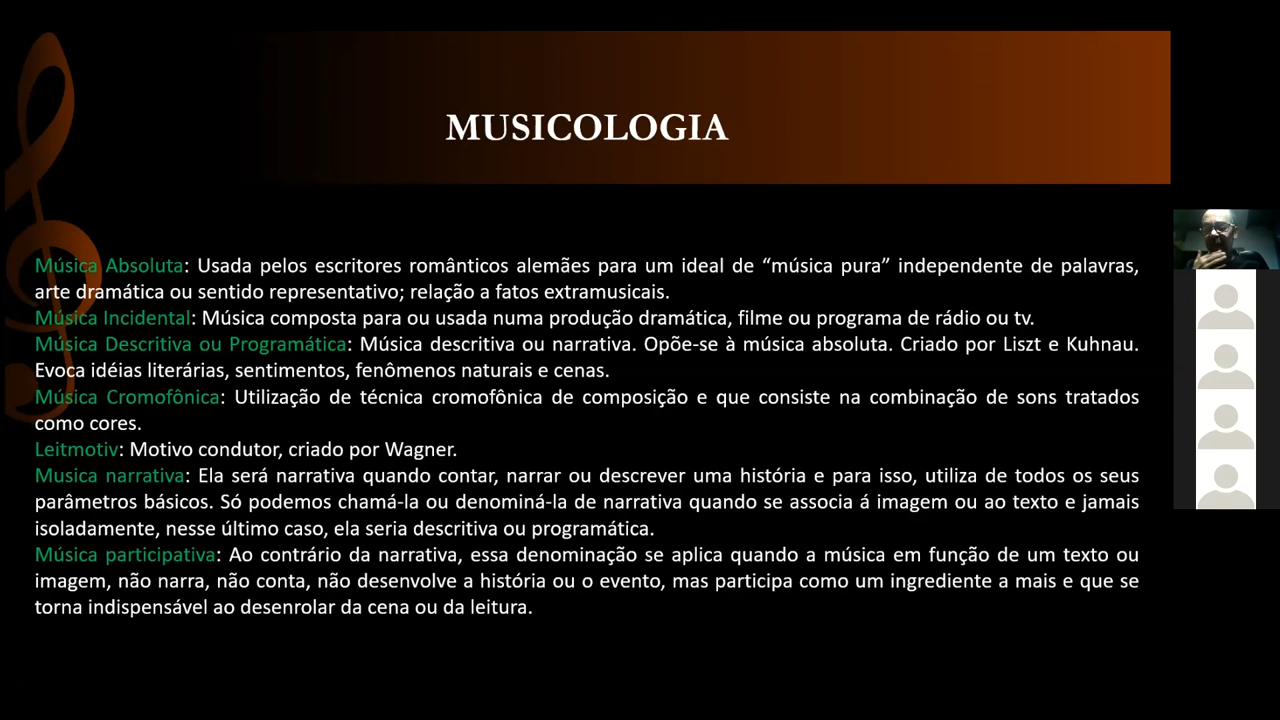 MUSICOLOGIA
Música Absoluta: Usada pelos escritores românticos alemães para um ideal de “música pura” independente de palavras,
arte dramática ou sentido representativo; relação a fatos extramusicais.
Música Incidental: Música composta para ou usada numa produção dramática, filme ou programa de rádio ou tv.
Música Descritiva ou Programática: Música descritiva ou narrativa. Opõe-se à música absoluta. Criado por Liszt e Kuhnau.
Evoca idéias literárias, sentimentos, fenômenos naturais e cenas.
Música Cromofônica: Utilização de técnica cromofônica de composição e que consiste na combinação de sons tratados
como cores.
Leitmotiv: Motivo condutor, criado por Wagner.
Musica narrativa: Ela será narrativa quando contar, narrar ou descrever uma história e para isso, utiliza de todos os seus
parâmetros básicos. Só podemos chamá-la ou denominá-la de narrativa quando se associa á imagem ou ao texto e jamais
isoladamente, nesse último caso, ela seria descritiva ou programática.
Música participativa: Ao contrário da narrativa, essa denominação se aplica quando a música em função de um texto ou
imagem, não narra, não conta, não desenvolve a história ou o evento, mas participa como um ingrediente a mais e que se
torna indispensável ao desenrolar da cena ou da leitura.